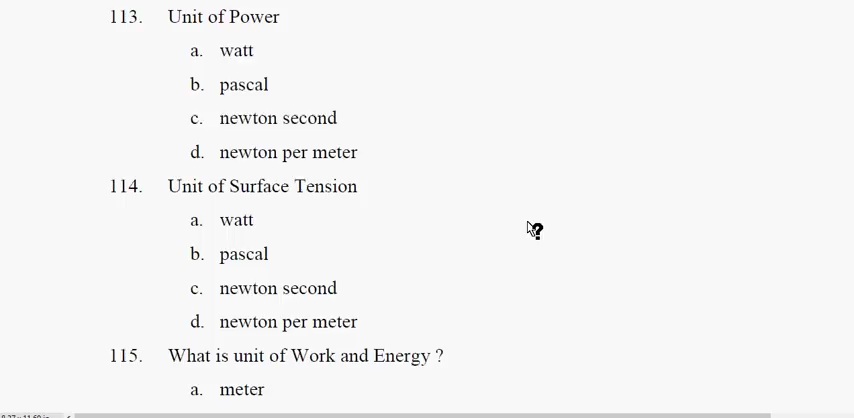 113. Unit of Power
a. watt
b. pascal
c. newton second
d. newton per meter
114. Unit of Surface Tension
a. watt
b. pascal
c. newton second
d. newton per meter
115. What is unit of Work and Energy ?
a. meter